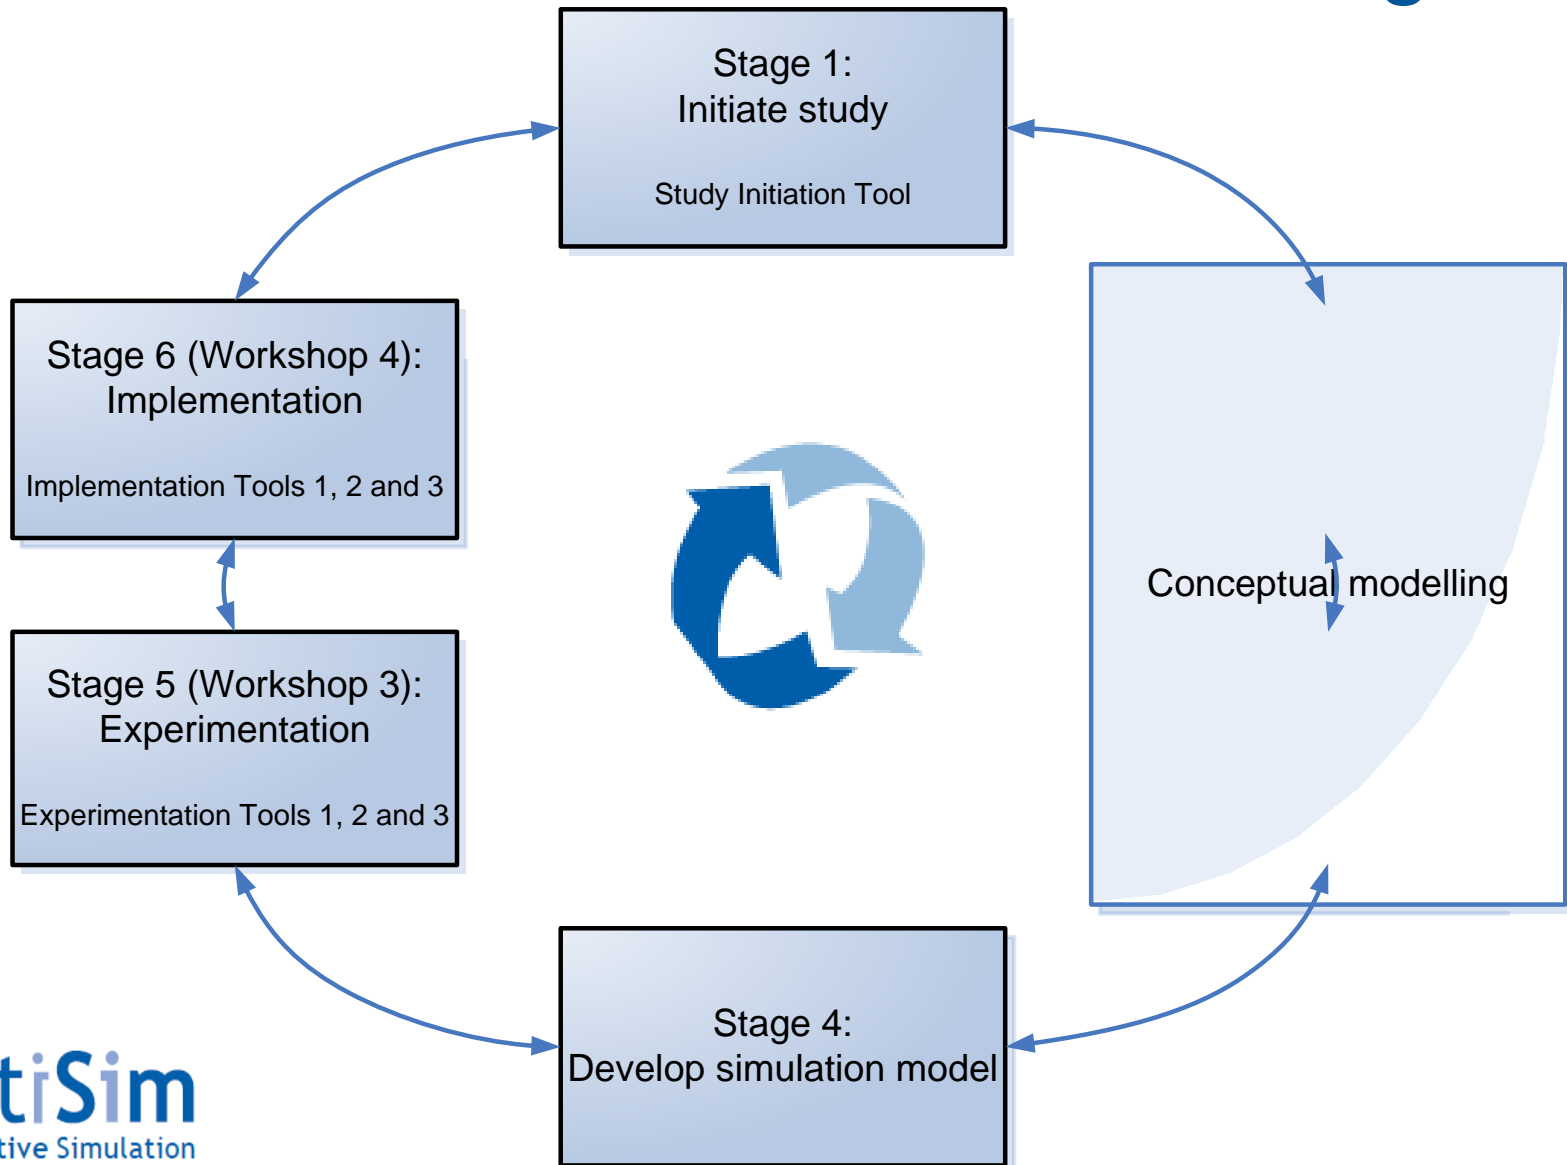 Stage 1:
Initiate study
Study Initiation Tool
Stage 6 (Workshop 4):
Implementation
Implementation Tools 1, 2 and 3
Conceptual modelling
Stage 5 (Workshop 3):
Experimentation
Experimentation Tools 1, 2 and 3
Stage 4:
Develop simulation model
tiSim
tive Simulation